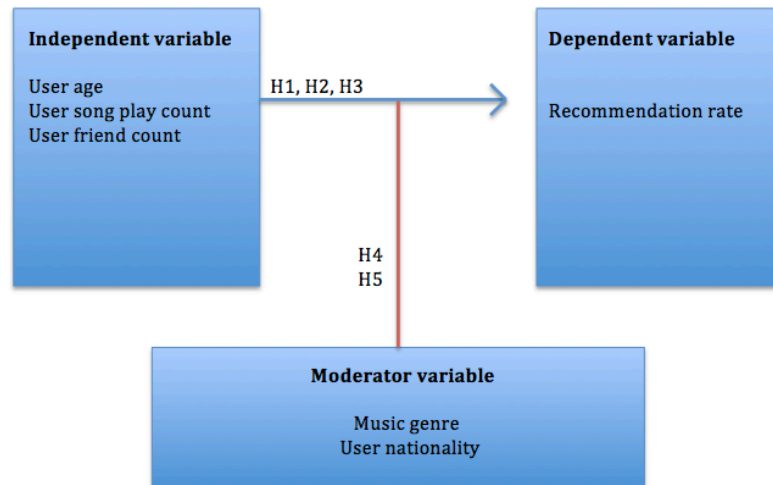 Independent variable
User age
User song play count
User friend count
H1, H2, H3
Dependent variable
Recommendation rate
H4
H5
Moderator variable
Music genre
User nationality